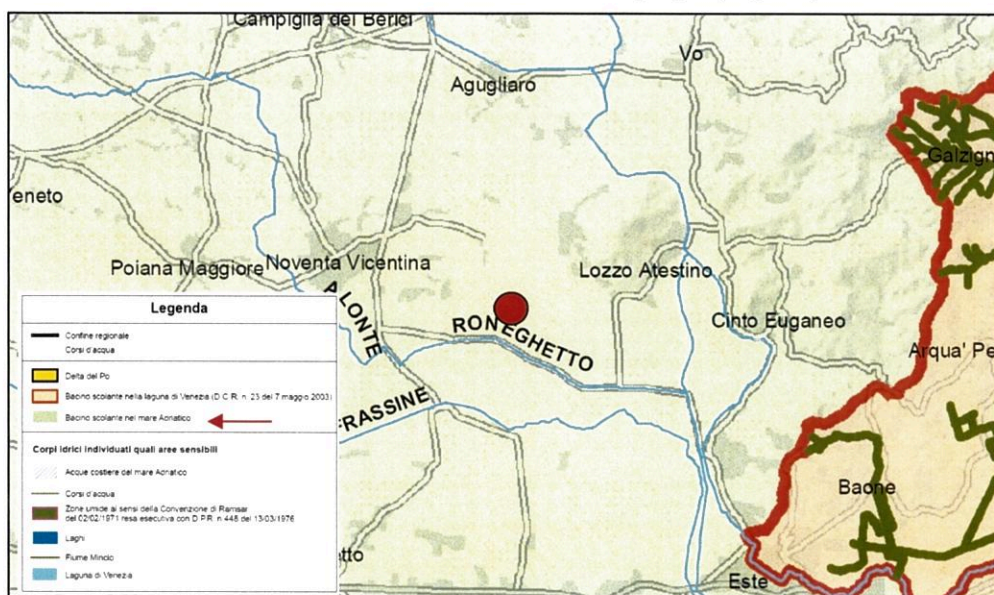 Campiglia dei Berici
Vo
Agugliaro
Galzign
eneto
Poiana Maggiore
Noventa Vicentina
Lozzo Atestino
ALONTE
RONEGHETTO
Cinto Euganeo
Arqua' Pe
FRASSINE
Baone
etto
Este
Legenda
Confine regionale
Corsi d'acqua
Delta del Po
Bacino scolante nella laguna di Venezia (D.C.R. n. 23 del 7 maggio 2003)
Bacino scolante nel mare Adriatico
Corpi idrici individuati quali aree sensibili
Acque costiere del mare Adriatico
Corsi d'acqua
Zone umide ai sensi della Convenzione di Ramsar
del 02/02/1971 resa esecutiva con D.P.R. n.448 del 13/03/1976
Laghi
Fiume Mincio
Laguna di Venezia